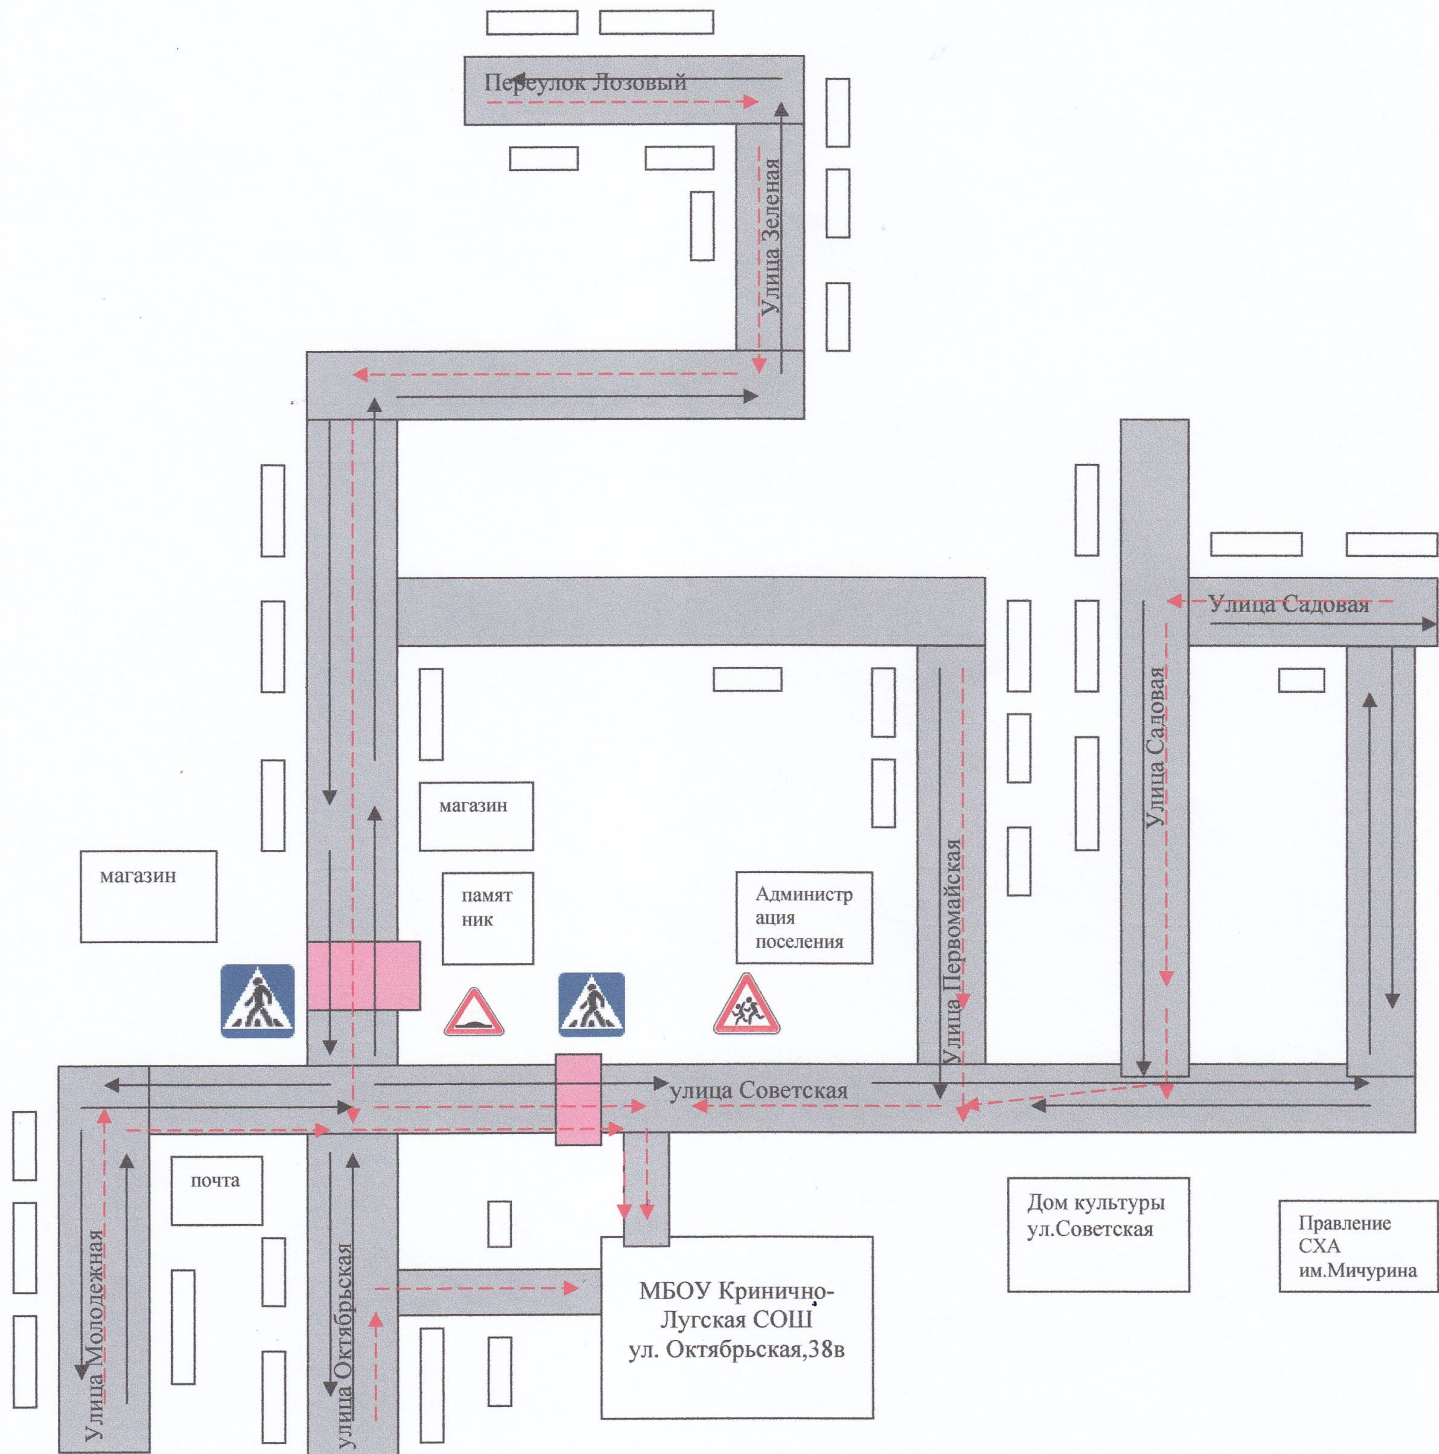 Переулок Лозовый
Улица Зеленая
Улица Садовая
Улица Садовая
магазин
магазин
памят
ник
Администр
ация
поселения
Улица Первомайская
улица Советская
почта
Улица Молодежная
улица Октябрьская
МБОУ Кринично-
Лугская СОШ
ул. Октябрьская,38в
Дом культуры
ул.Советская
Правление
СХА
им.Мичурина